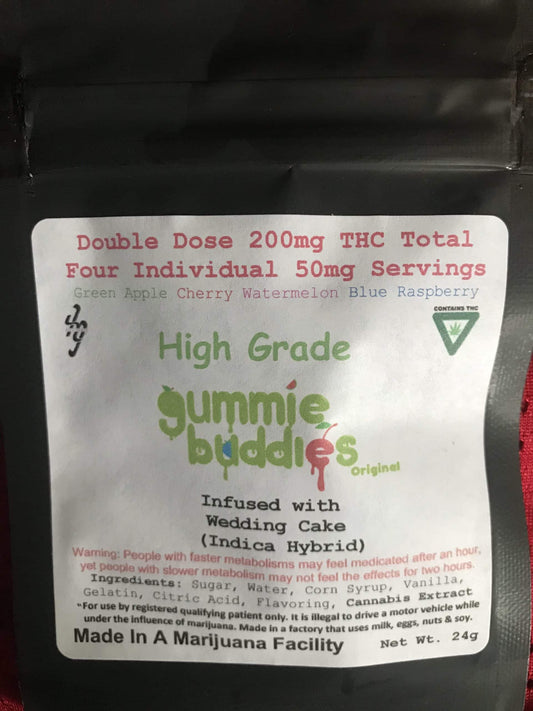 Double Dose 200mg THC Total
Four Individual 50mg Servings
Green Apple Cherry Watermelon Blue Raspberry
CONTAINS THC
High Grade
gummie
buddies
Original
Infused with
Wedding Cake
(Indica Hybrid)
Warning: People with faster metabolisms may feel medicated after an hour,
yet people with slower metabolism may not feel the effects for two hours.
Ingredients: Sugar, Water, Corn Syrup, Vanilla,
Gelatin, Citric Acid, Flavoring, Cannabis Extract
"For use by registered qualifying patient only. It is illegal to drive a motor vehicle while
under the influence of marijuana. Made in a factory that uses milk, eggs, nuts & soy.
Made In A Marijuana Facility
Net Wt. 24g